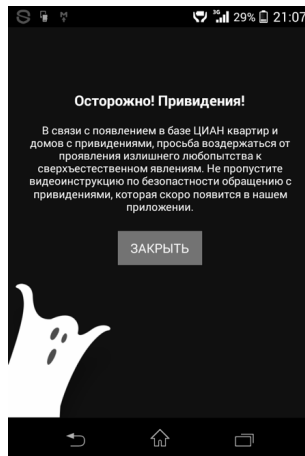 3G 29% 21:07
Осторожно! Привидения!
В связи с появлением в базе ЦИАН квартир и
домов с привидениями, просьба воздержаться от
проявления излишнего любопытства к
сверхъестественном явлениям. Не пропустите
видеоинструкцию по безопастности обращению с
привидениями, которая скоро появится в нашем
приложении.
ЗАКРЫТЬ